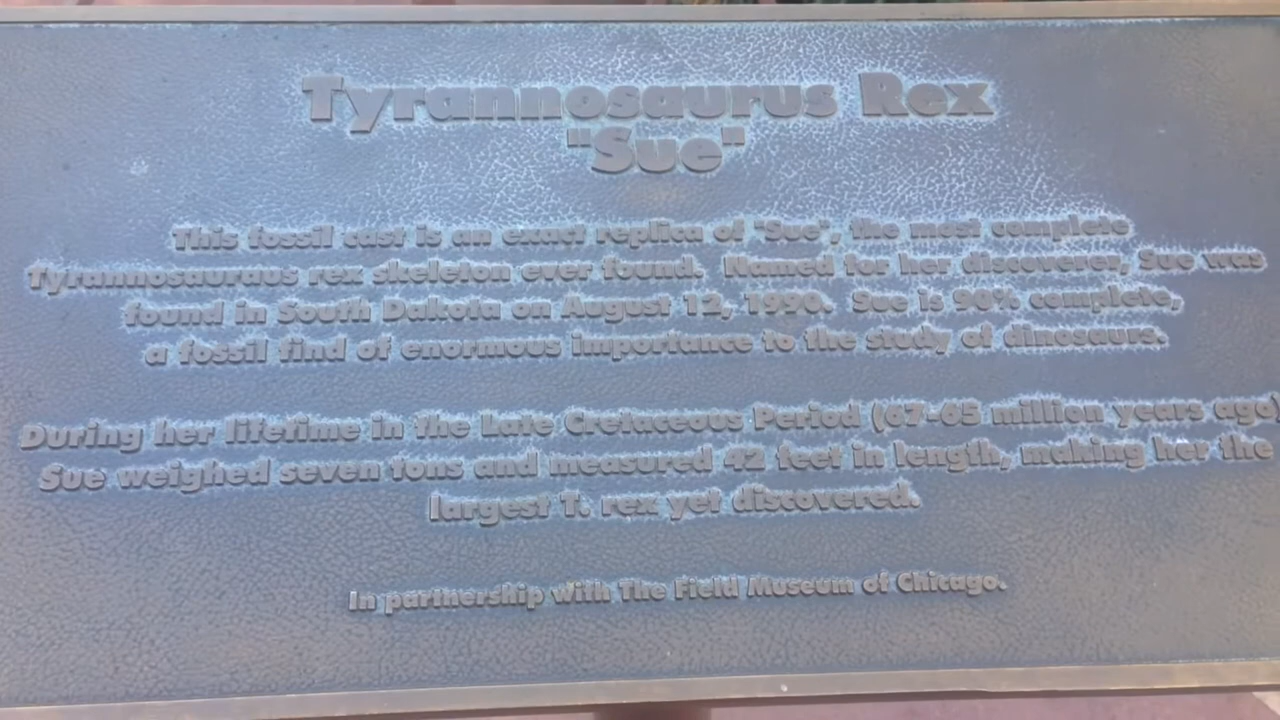 Tyrannosaurus Rex
"Sue"
This fossil cast is an exact replica of "Sue", the most complete
Tyrannosauraus rex skeleton ever found. Named for her discoverer, Sue was
found in South Dakota on August 12, 1990. Sue is 90% complete,
a fossil find of enormous importance to the study of dinosaurs.
During her lifetime in the Late Cretaceous Period (67-65 million years ago)
Sue weighed seven tons and measured 42 feet in length, making her the
largest T. rex yet discovered.
In partnership with The Field Museum of Chicago.